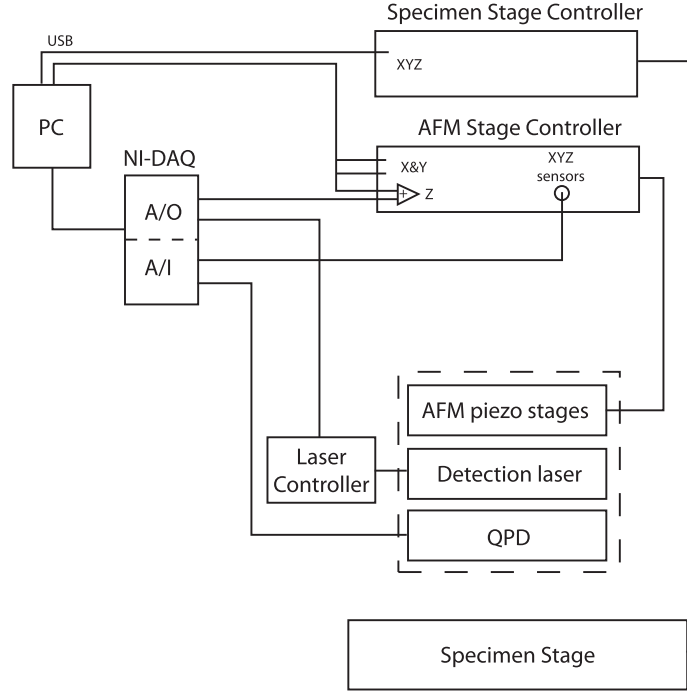 Specimen Stage Controller
USB
XYZ
PC
AFM Stage Controller
NI-DAQ
X&Y
XYZ
sensors
A/O
+
Z
A/I
AFM piezo stages
Laser
Controller
Detection laser
QPD
Specimen Stage